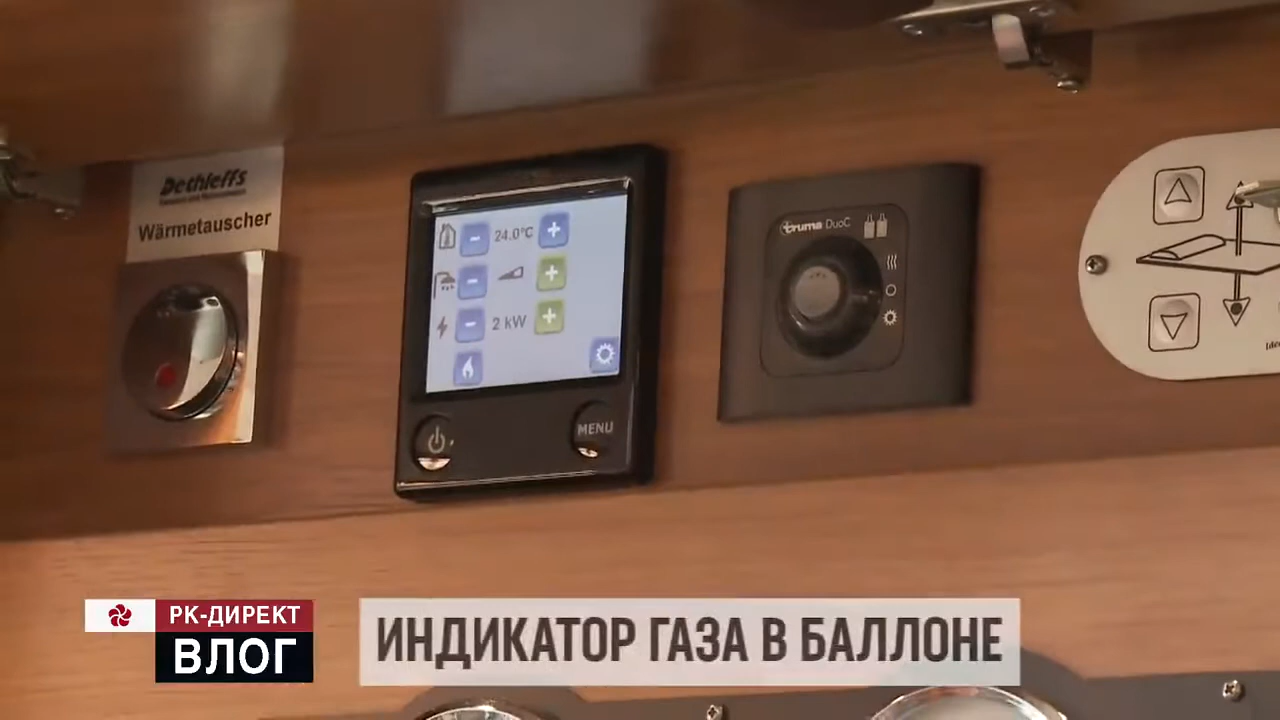 Dethleffs
Wärmetauscher
24.0°C
2 kW
MENU
truma DuoC
РК-ДИРЕКТ
ВЛОГ
ИНДИКАТОР ГАЗА В БАЛЛОНЕ